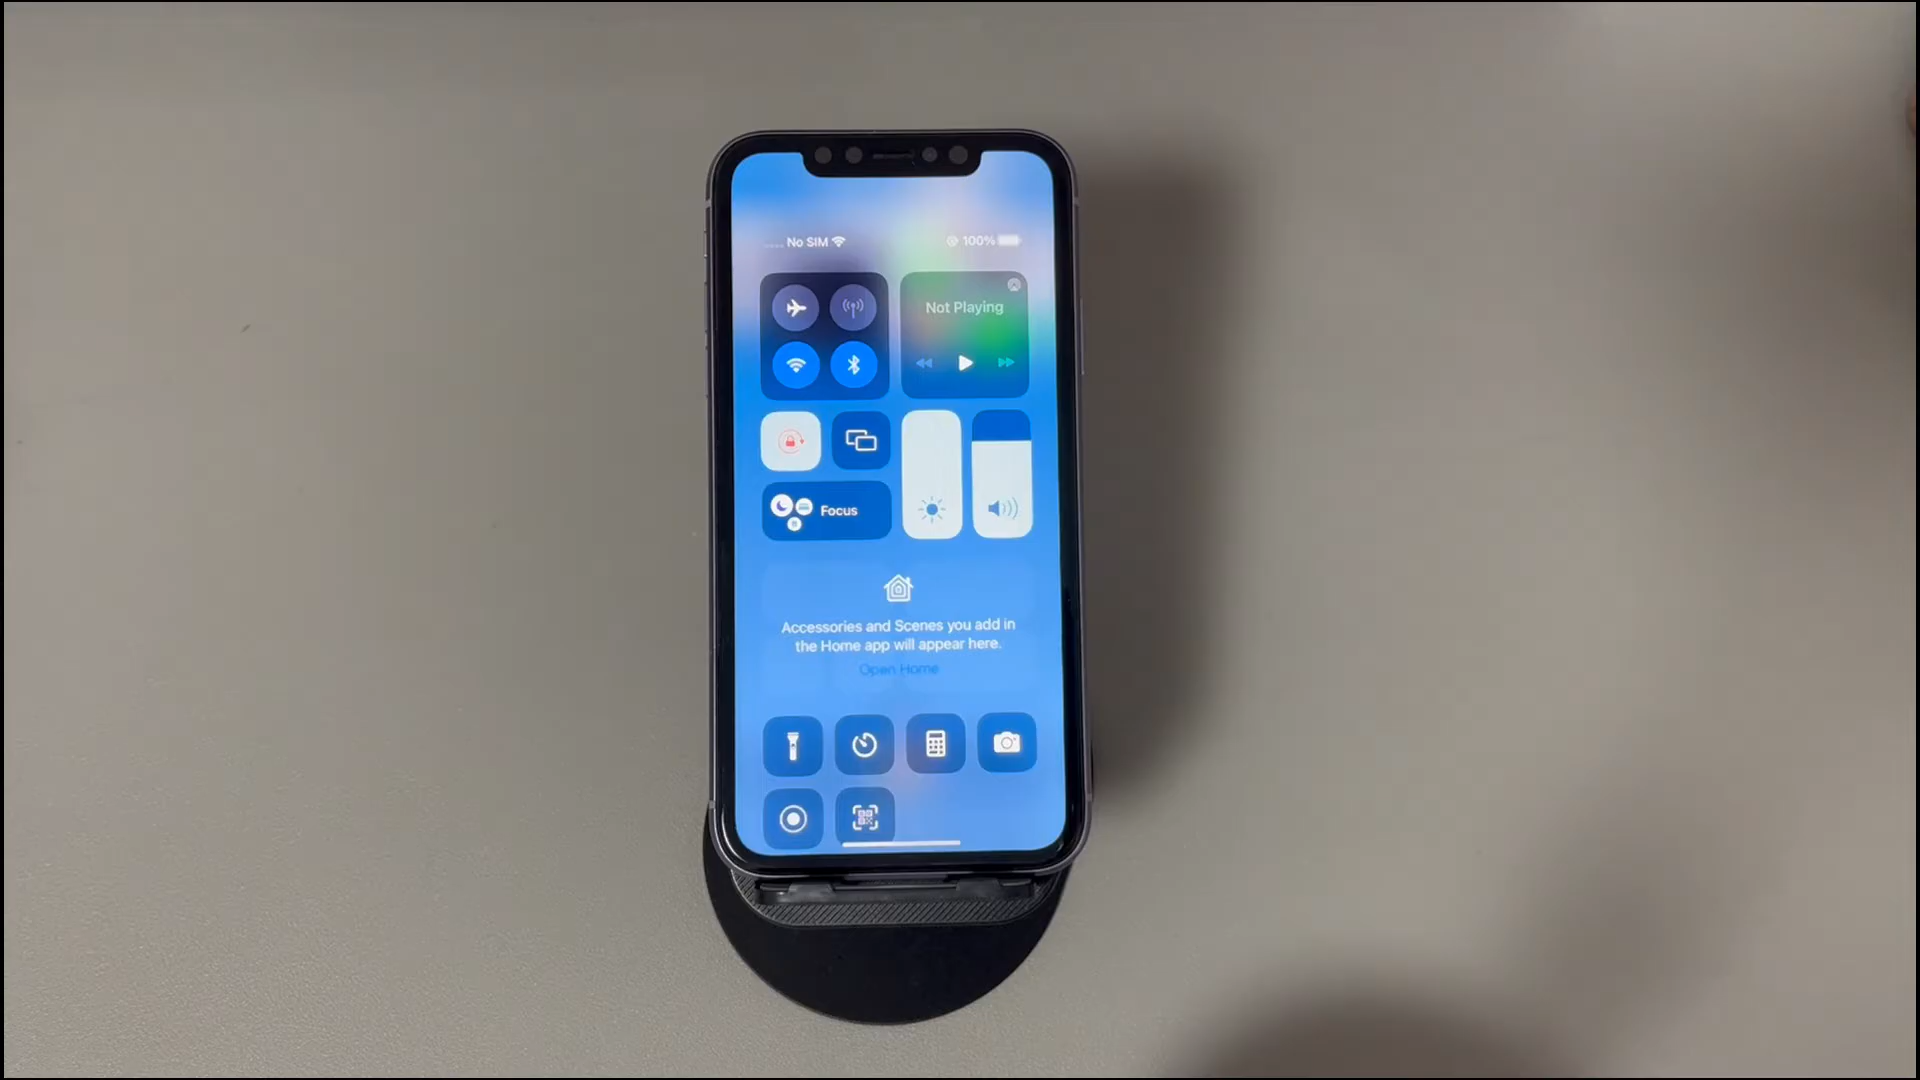 No SIM 100%
Not Playing
Focus
Accessories and Scenes you add in
the Home app will appear here.
Open Home